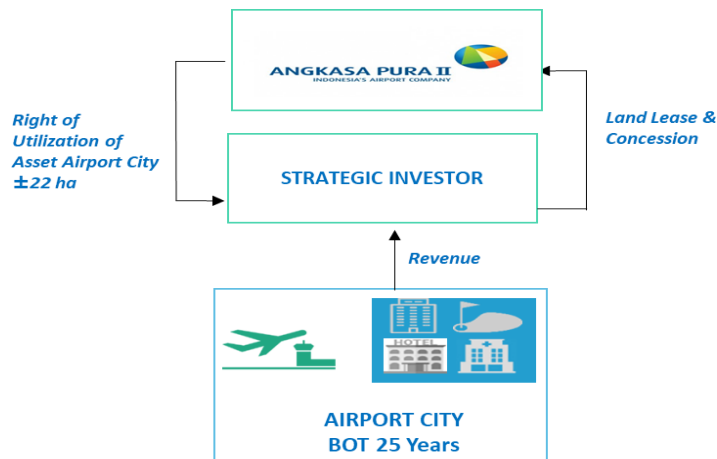 ANGKASA PURA II
INDONESIA'S AIRPORT COMPANY
Right of
Utilization of
Asset Airport City
±22 ha
Land Lease &
Concession
STRATEGIC INVESTOR
Revenue
HOTEL
AIRPORT CITY
BOT 25 Years